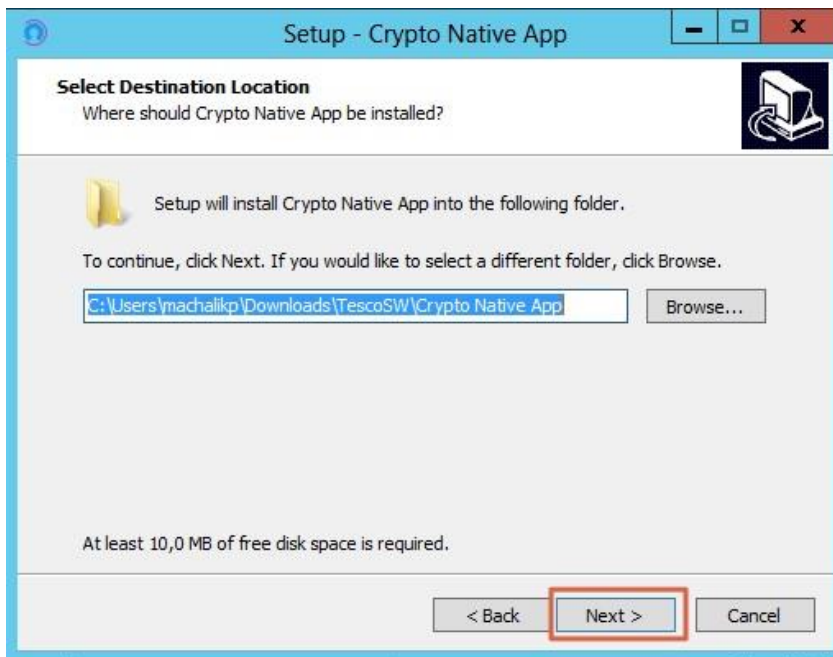 Setup - Crypto Native App
Select Destination Location
Where should Crypto Native App be installed?
Setup will install Crypto Native App into the following folder.
To continue, click Next. If you would like to select a different folder, click Browse.
C:\Users\machalikp\Downloads\TescoSW\Crypto Native App
Browse...
At least 10,0 MB of free disk space is required.
< Back
Next >
Cancel